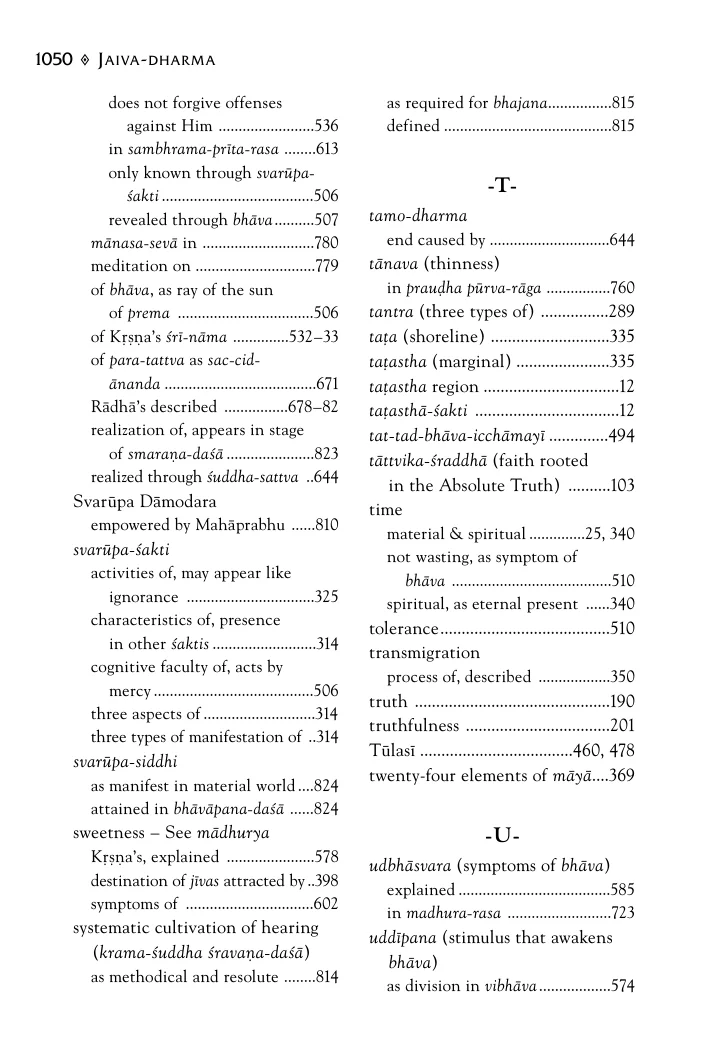 1050 ◊ JAIVA-DHARMA
does not forgive offenses
against Him ........................536
in sambhrama-prīta-rasa ........613
only known through svarūpa-
śakti ......................................506
revealed through bhāva ..........507
mānasa-sevā in ............................780
meditation on ..............................779
of bhāva, as ray of the sun
of prema ..................................506
of Kṛṣṇa's śrī-nāma ..............532–33
of para-tattva as sac-cid-
ānanda ......................................671
Rādhā's described ................678–82
realization of, appears in stage
of smaraṇa-daśā ......................823
realized through śuddha-sattva ..644
Svarūpa Dāmodara
empowered by Mahāprabhu ......810
svarūpa-śakti
activities of, may appear like
ignorance ................................325
characteristics of, presence
in other śaktis ..........................314
cognitive faculty of, acts by
mercy ........................................506
three aspects of ............................314
three types of manifestation of ..314
svarūpa-siddhi
as manifest in material world ....824
attained in bhāvāpana-daśā ......824
sweetness – See mādhurya
Kṛṣṇa's, explained ......................578
destination of jīvas attracted by ..398
symptoms of ................................602
systematic cultivation of hearing
(krama-śuddha śravaṇa-daśā)
as methodical and resolute ........814
as required for bhajana................815
defined ..........................................815
-T-
tamo-dharma
end caused by ..............................644
tānava (thinness)
in prauḍha pūrva-rāga ................760
tantra (three types of) ................289
taṭa (shoreline) .............................335
taṭastha (marginal) .......................335
taṭastha region ..................................12
taṭasthā-śakti ....................................12
tat-tad-bhāva-icchāmayī ..............494
tāttvika-śraddhā (faith rooted
in the Absolute Truth) ..........103
time
material & spiritual ..............25, 340
not wasting, as symptom of
bhāva ........................................510
spiritual, as eternal present ......340
tolerance..........................................510
transmigration
process of, described ..................350
truth .................................................190
truthfulness ....................................201
Tūlasī ......................................460, 478
twenty-four elements of māyā....369
-U-
udbhāsvara (symptoms of bhāva)
explained ......................................585
in madhura-rasa ..........................723
uddīpana (stimulus that awakens
bhāva)
as division in vibhāva..................574